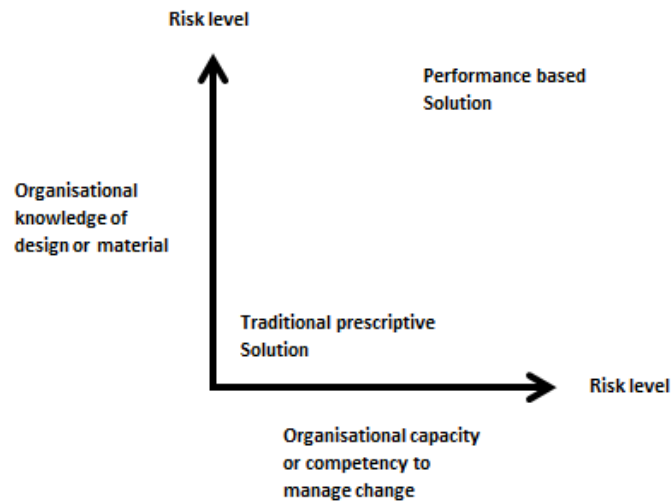 Risk level
Performance based
Solution
Organisational
knowledge of
design or material
Traditional prescriptive
Solution
Risk level
Organisational capacity
or competency to
manage change